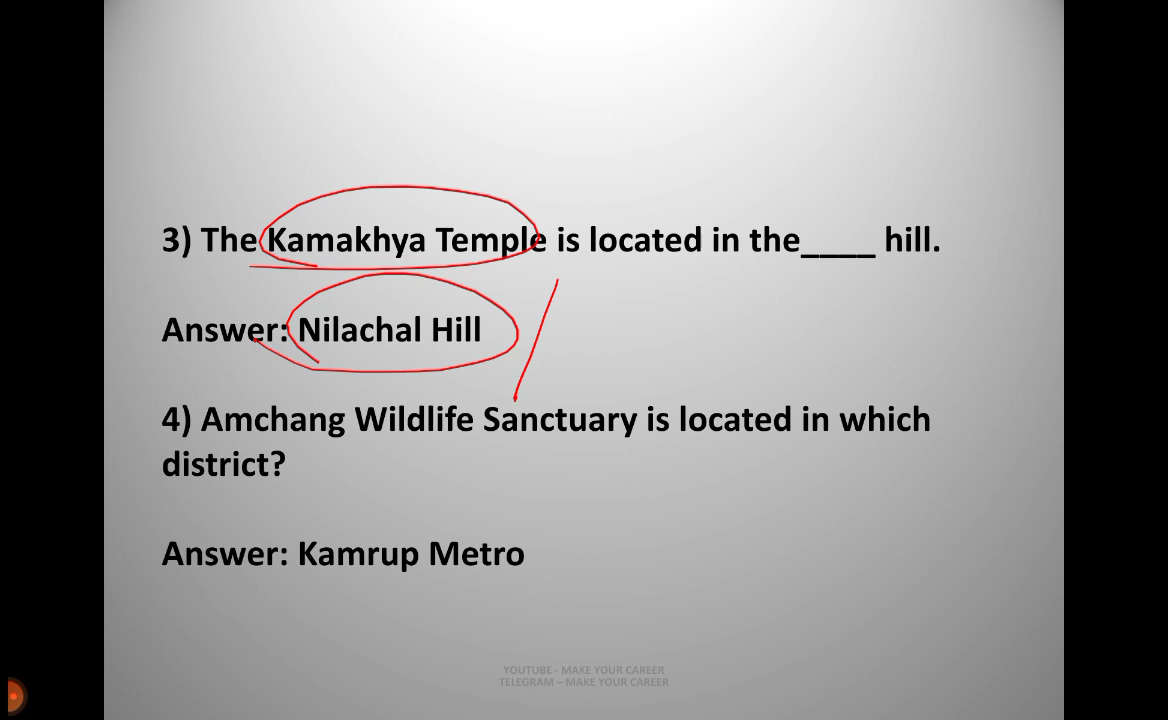 3) The Kamakhya Temple is located in the____ hill.
Answer: Nilachal Hill
4) Amchang Wildlife Sanctuary is located in which
district?
Answer: Kamrup Metro
YOUTUBE - MAKE YOUR CAREER
TELEGRAM – MAKE YOUR CAREER